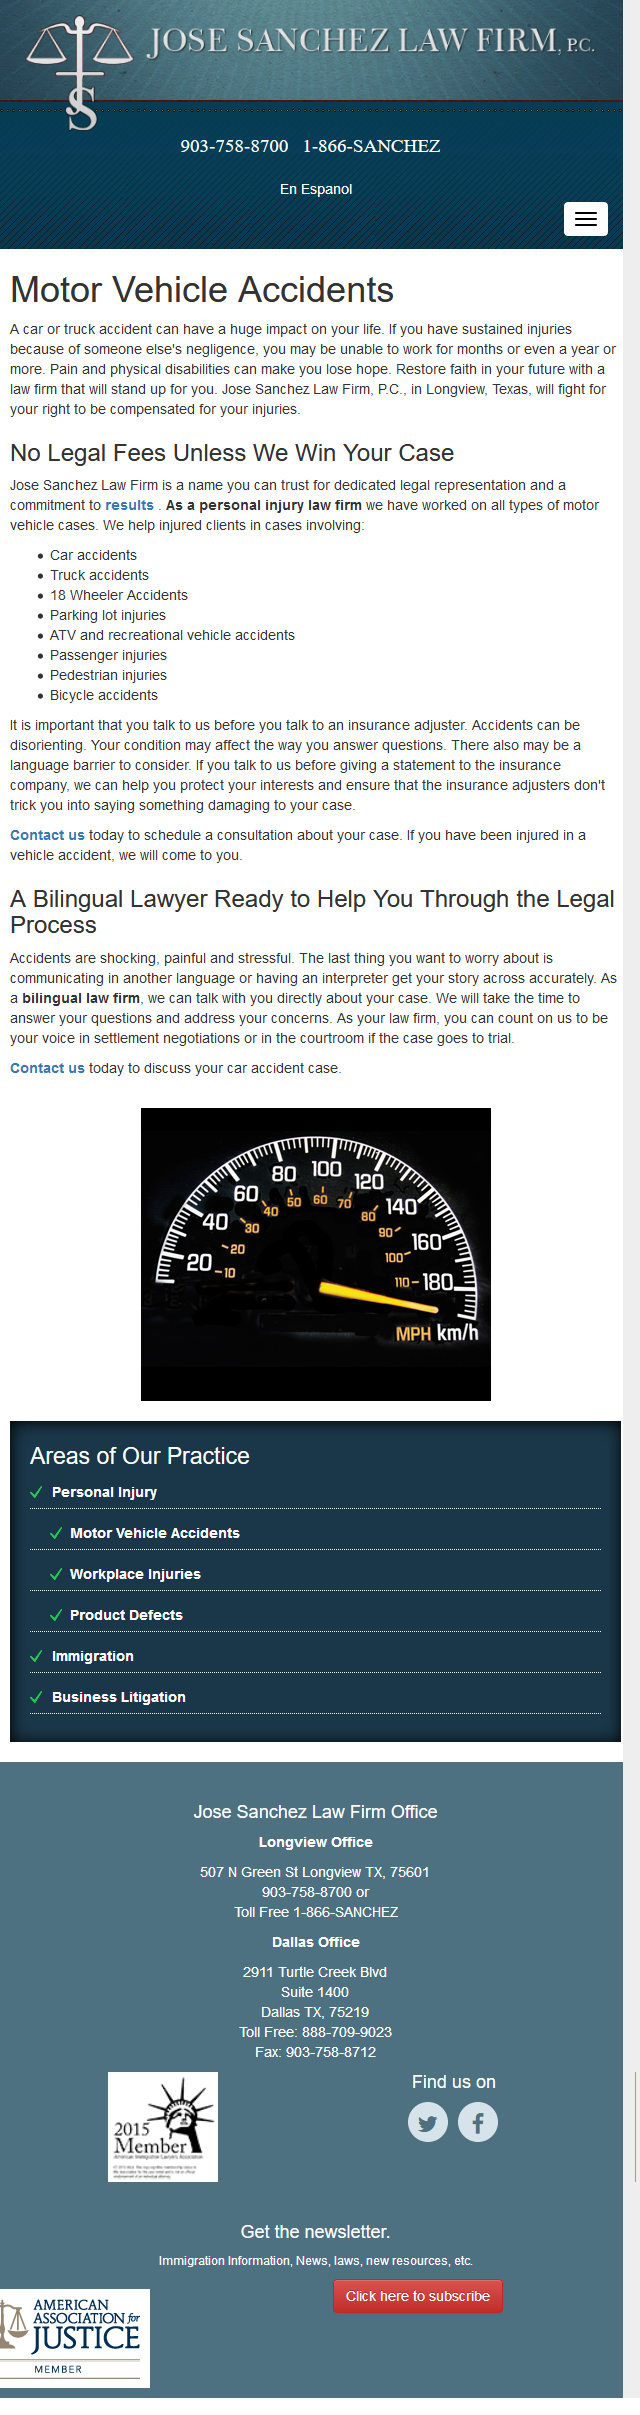 JOSE SANCHEZ LAW FIRM, P.C.
S
903-758-8700 1-866-SANCHEZ
En Espanol
Motor Vehicle Accidents
A car or truck accident can have a huge impact on your life. If you have sustained injuries
because of someone else's negligence, you may be unable to work for months or even a year or
more. Pain and physical disabilities can make you lose hope. Restore faith in your future with a
law firm that will stand up for you. Jose Sanchez Law Firm, P.C., in Longview, Texas, will fight for
your right to be compensated for your injuries.
No Legal Fees Unless We Win Your Case
Jose Sanchez Law Firm is a name you can trust for dedicated legal representation and a
commitment to results . As a personal injury law firm we have worked on all types of motor
vehicle cases. We help injured clients in cases involving:
Car accidents
Truck accidents
18 Wheeler Accidents
Parking lot injuries
ATV and recreational vehicle accidents
Passenger injuries
Pedestrian injuries
Bicycle accidents
It is important that you talk to us before you talk to an insurance adjuster. Accidents can be
disorienting. Your condition may affect the way you answer questions. There also may be a
language barrier to consider. If you talk to us before giving a statement to the insurance
company, we can help you protect your interests and ensure that the insurance adjusters don't
trick you into saying something damaging to your case.
Contact us today to schedule a consultation about your case. If you have been injured in a
vehicle accident, we will come to you.
A Bilingual Lawyer Ready to Help You Through the Legal
Process
Accidents are shocking, painful and stressful. The last thing you want to worry about is
communicating in another language or having an interpreter get your story across accurately. As
a bilingual law firm, we can talk with you directly about your case. We will take the time to
answer your questions and address your concerns. As your law firm, you can count on us to be
your voice in settlement negotiations or in the courtroom if the case goes to trial.
Contact us today to discuss your car accident case.
20 40 60 80 100 120 140 160 180
10 20 30 40 50 60 70 80 90 100 110
MPH km/h
Areas of Our Practice
Personal Injury
Motor Vehicle Accidents
Workplace Injuries
Product Defects
Immigration
Business Litigation
Jose Sanchez Law Firm Office
Longview Office
507 N Green St Longview TX, 75601
903-758-8700 or
Toll Free 1-866-SANCHEZ
Dallas Office
2911 Turtle Creek Blvd
Suite 1400
Dallas TX, 75219
Toll Free: 888-709-9023
Fax: 903-758-8712
2015
Member
American Immigration Lawyers Association
Find us on
Get the newsletter.
Immigration Information, News, laws, new resources, etc.
Click here to subscribe
AMERICAN
ASSOCIATION for
JUSTICE
MEMBER